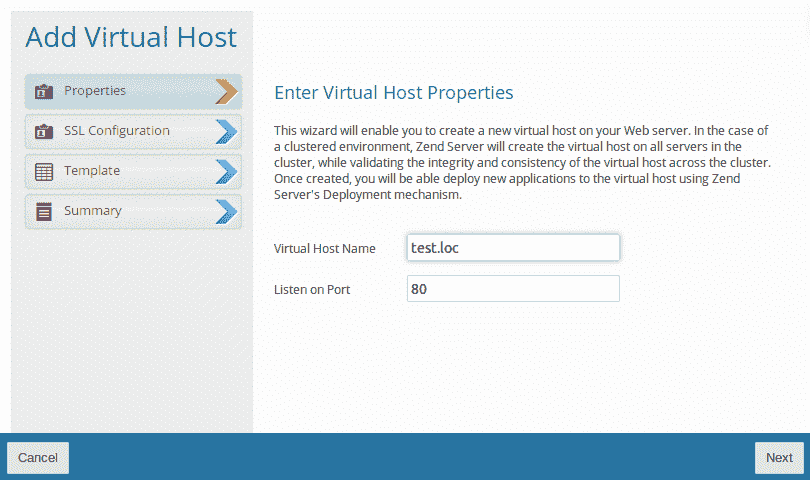 Add Virtual Host
Properties
SSL Configuration
Template
Summary
Enter Virtual Host Properties
This wizard will enable you to create a new virtual host on your Web server. In the case of
a clustered environment, Zend Server will create the virtual host on all servers in the
cluster, while validating the integrity and consistency of the virtual host across the cluster.
Once created, you will be able deploy new applications to the virtual host using Zend
Server's Deployment mechanism.
Virtual Host Name
test.loc
Listen on Port
80
Cancel
Next